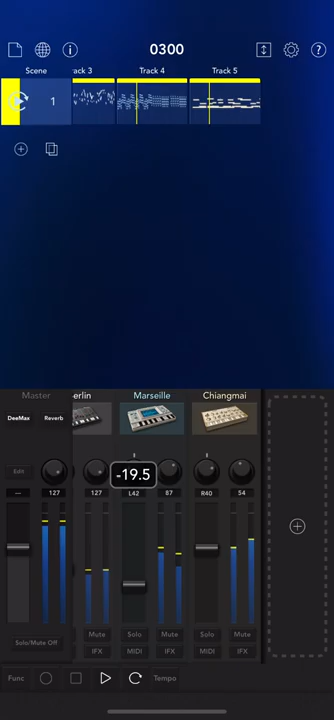 0300
Scene
rack 3
Track 4
Track 5
1
Master
erlin
Marseille
Chiangmai
DeeMax
Reverb
Edit
-19.5
---
127
127
L42
87
R40
54
Mute
Solo
Mute
Solo
Mute
Solo/Mute Off
IFX
MIDI
IFX
MIDI
IFX
Func
Tempo